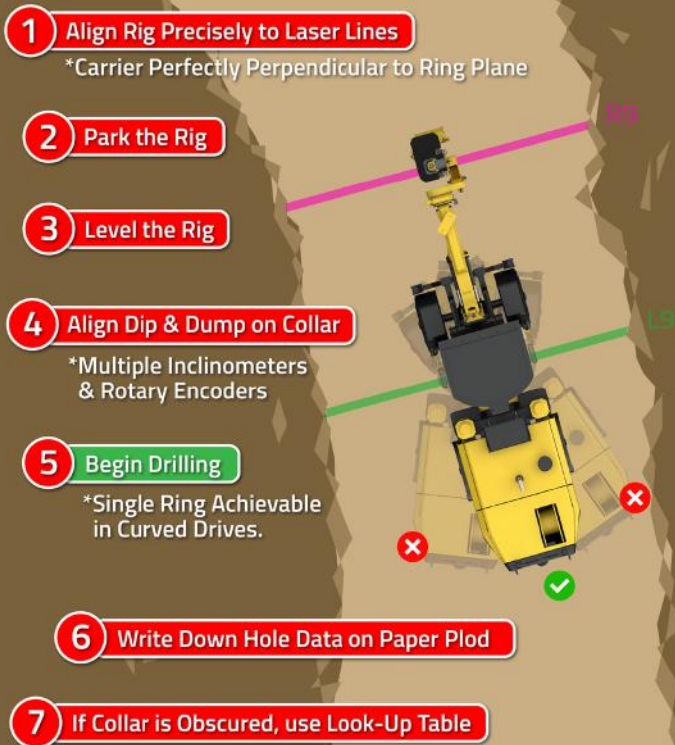 1 Align Rig Precisely to Laser Lines
*Carrier Perfectly Perpendicular to Ring Plane
R9
2 Park the Rig
3 Level the Rig
4 Align Dip & Dump on Collar
L9
*Multiple Inclinometers
& Rotary Encoders
5 Begin Drilling
*Single Ring Achievable
in Curved Drives.
6 Write Down Hole Data on Paper Plod
7 If Collar is Obscured, use Look-Up Table